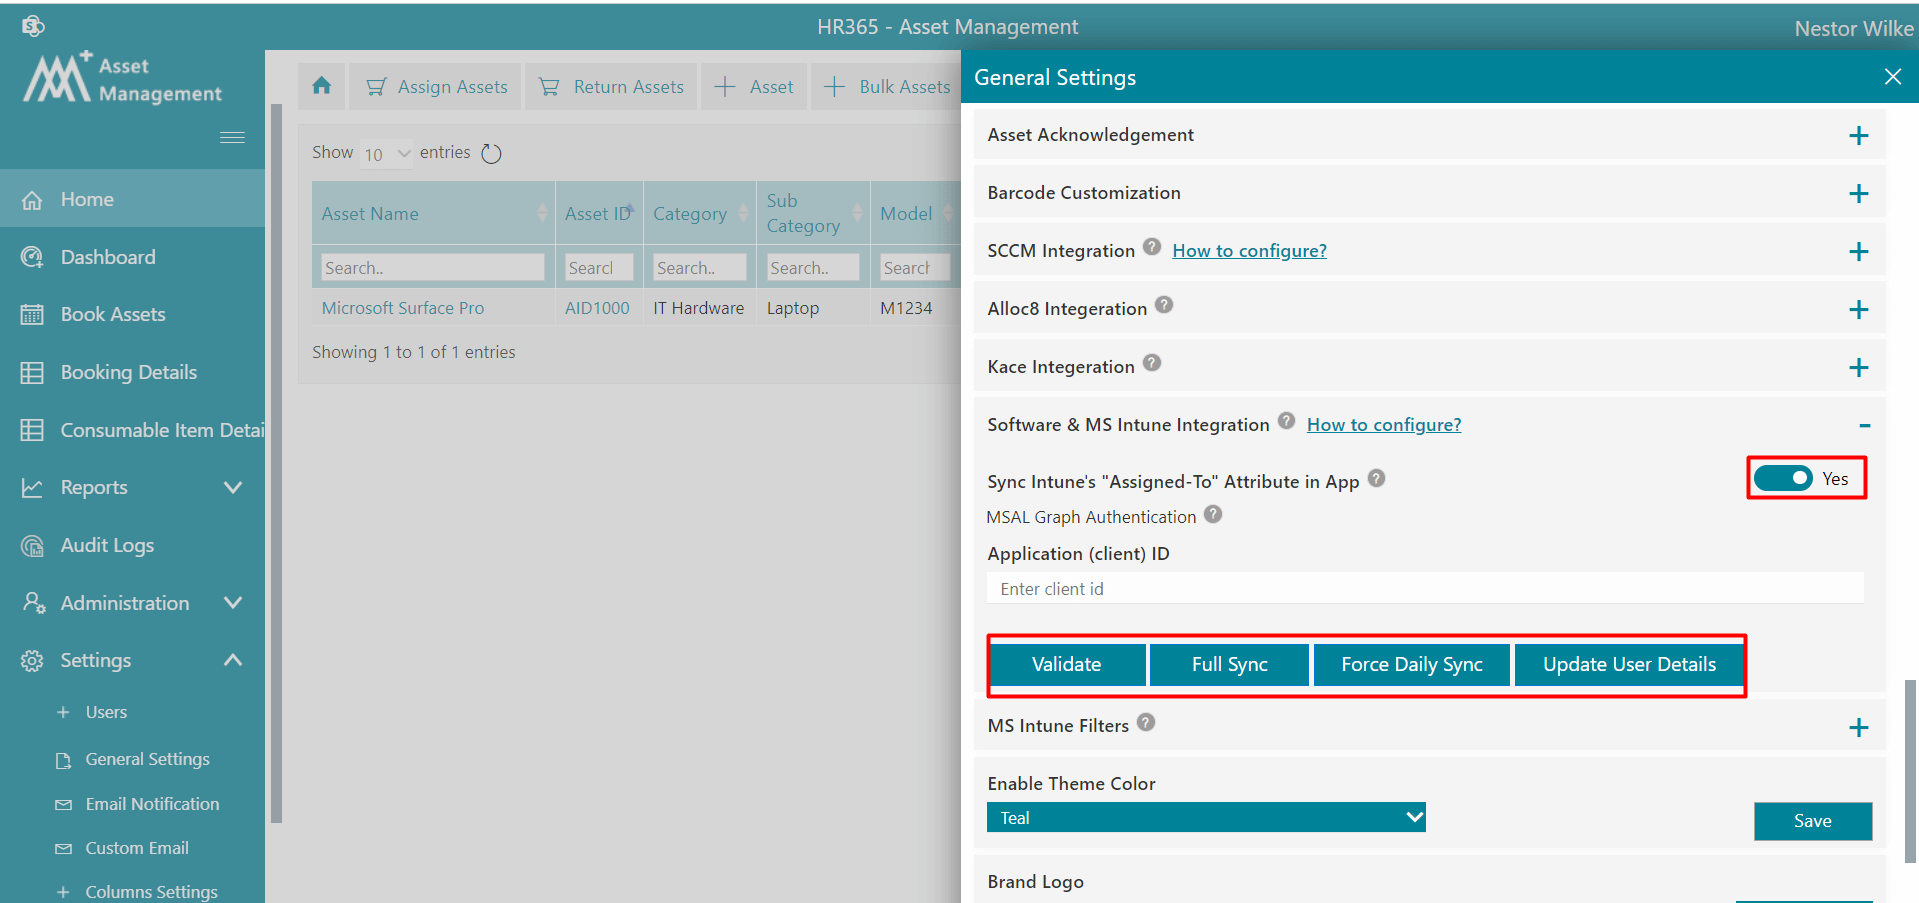 HR365 - Asset Management
Nestor Wilke
Asset
Management
Home
Dashboard
Book Assets
Booking Details
Consumable Item Detai
Reports
Audit Logs
Administration
Settings
Users
General Settings
Email Notification
Custom Email
Columns Settings
Assign Assets
Return Assets
Asset
Bulk Assets
Show 10 entries
Asset Name
Asset ID
Category
Sub
Category
Model
Search..
Search
Search..
Search..
Search
Microsoft Surface Pro
AID1000
IT Hardware
Laptop
M1234
Showing 1 to 1 of 1 entries
General Settings
Asset Acknowledgement
Barcode Customization
SCCM Integration ? How to configure?
Alloc8 Integeration ?
Kace Integeration ?
Software & MS Intune Integration ? How to configure?
Sync Intune's "Assigned-To" Attribute in App ?
Yes
MSAL Graph Authentication ?
Application (client) ID
Enter client id
Validate
Full Sync
Force Daily Sync
Update User Details
MS Intune Filters ?
Enable Theme Color
Teal
Save
Brand Logo